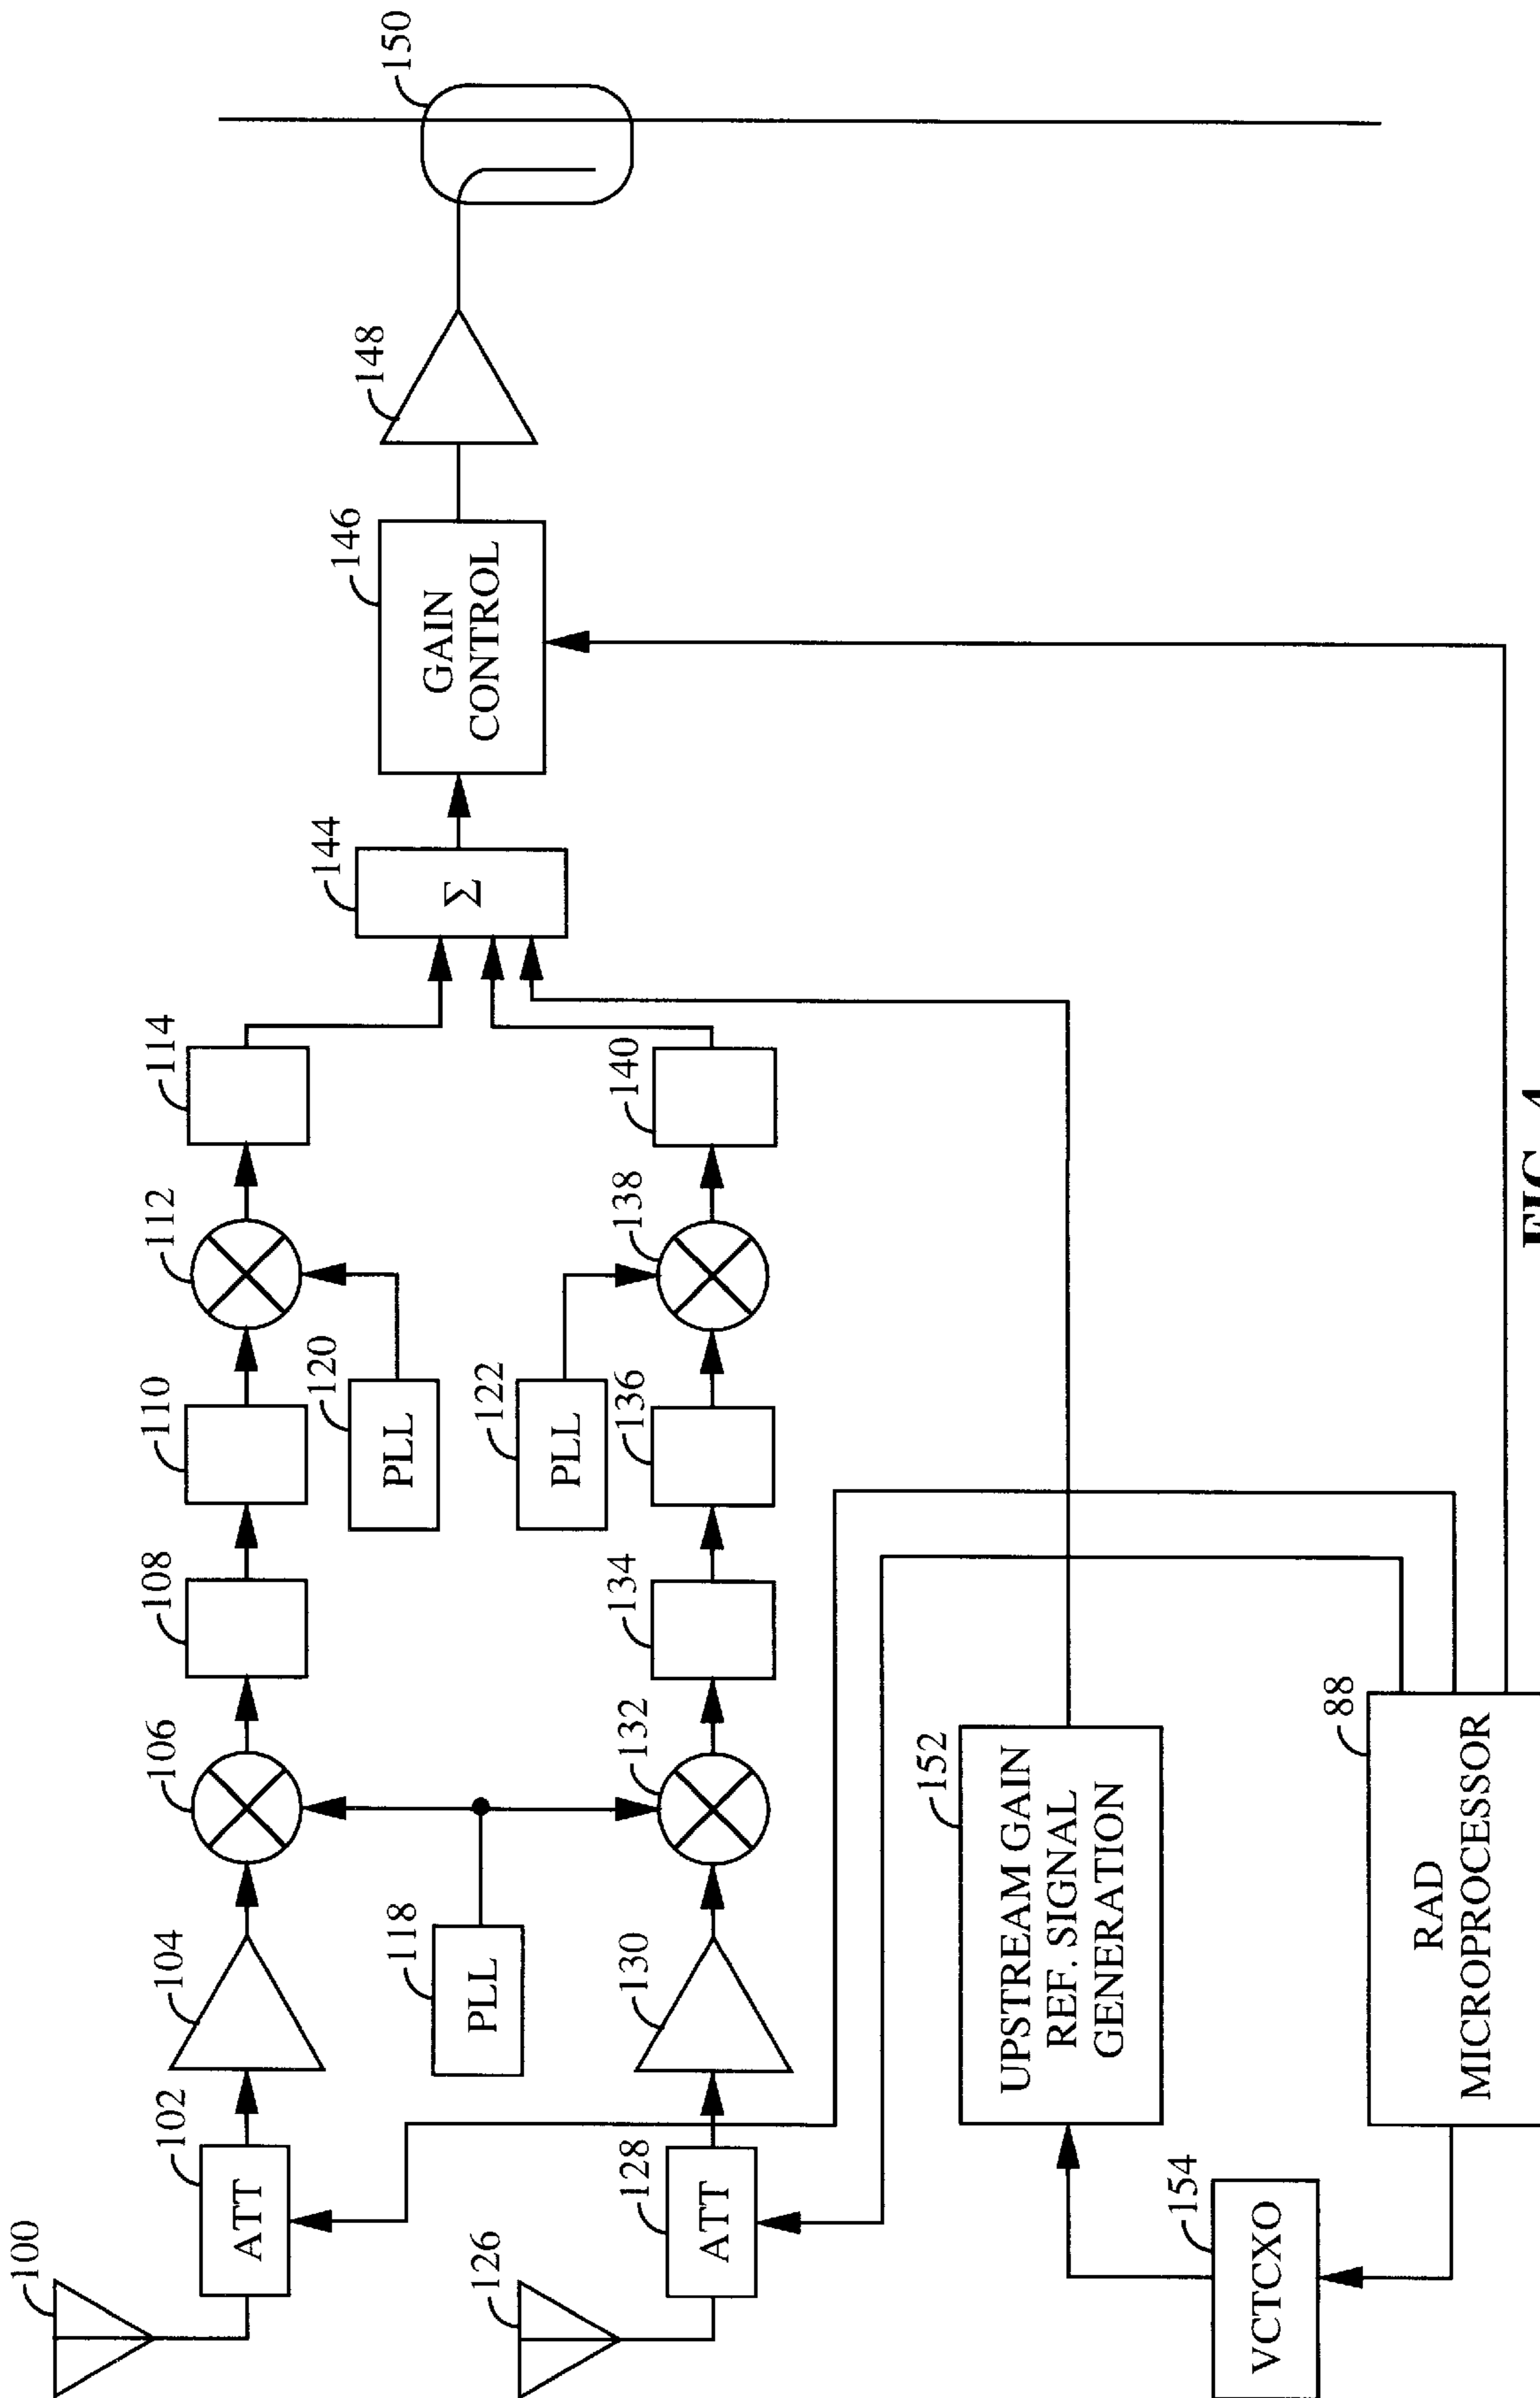 100
102
ATT
104
106
108
110
112
114
118
PLL
120
PLL
122
PLL
126
128
ATT
130
132
134
136
138
140
144
Σ
146
GAIN
CONTROL
148
150
152
UPSTREAM GAIN
REF. SIGNAL
GENERATION
154
VCTCXO
88
RAD
MICROPROCESSOR